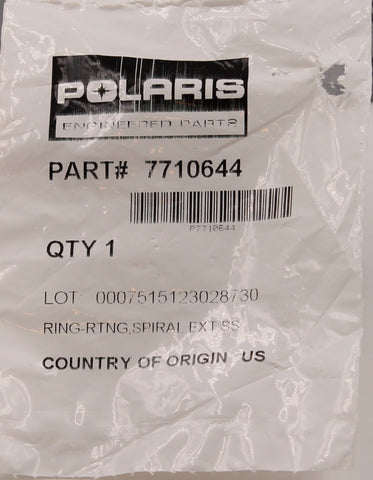 POLARIS
ENGINEERED PARTS
PART# 7710644
P7710644
QTY 1
LOT: 0007515123028730
RING-RTNG,SPIRAL,EXT,SS
COUNTRY OF ORIGIN US